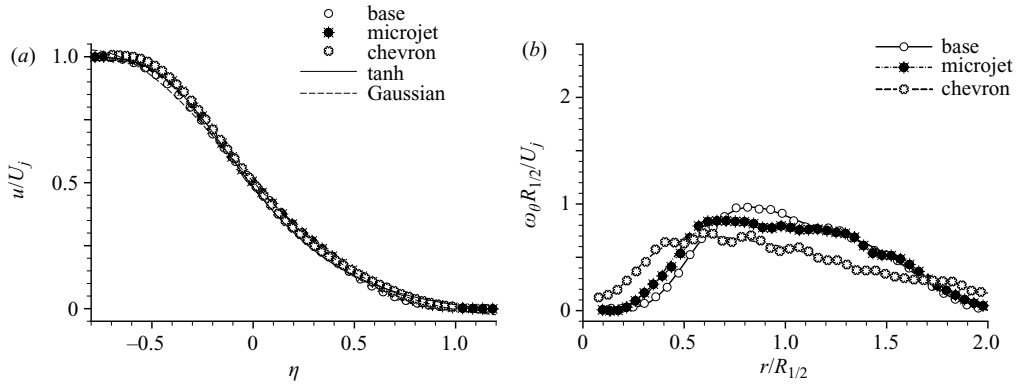 (a)
base
microjet
chevron
tanh
Gaussian
1.0
0.5
0
u/U_j
−0.5
0
0.5
1.0
η
(b)
base
microjet
chevron
2
1
0
ω_θ R_{1/2}/U_j
0
0.5
1.0
1.5
2.0
r/R_{1/2}